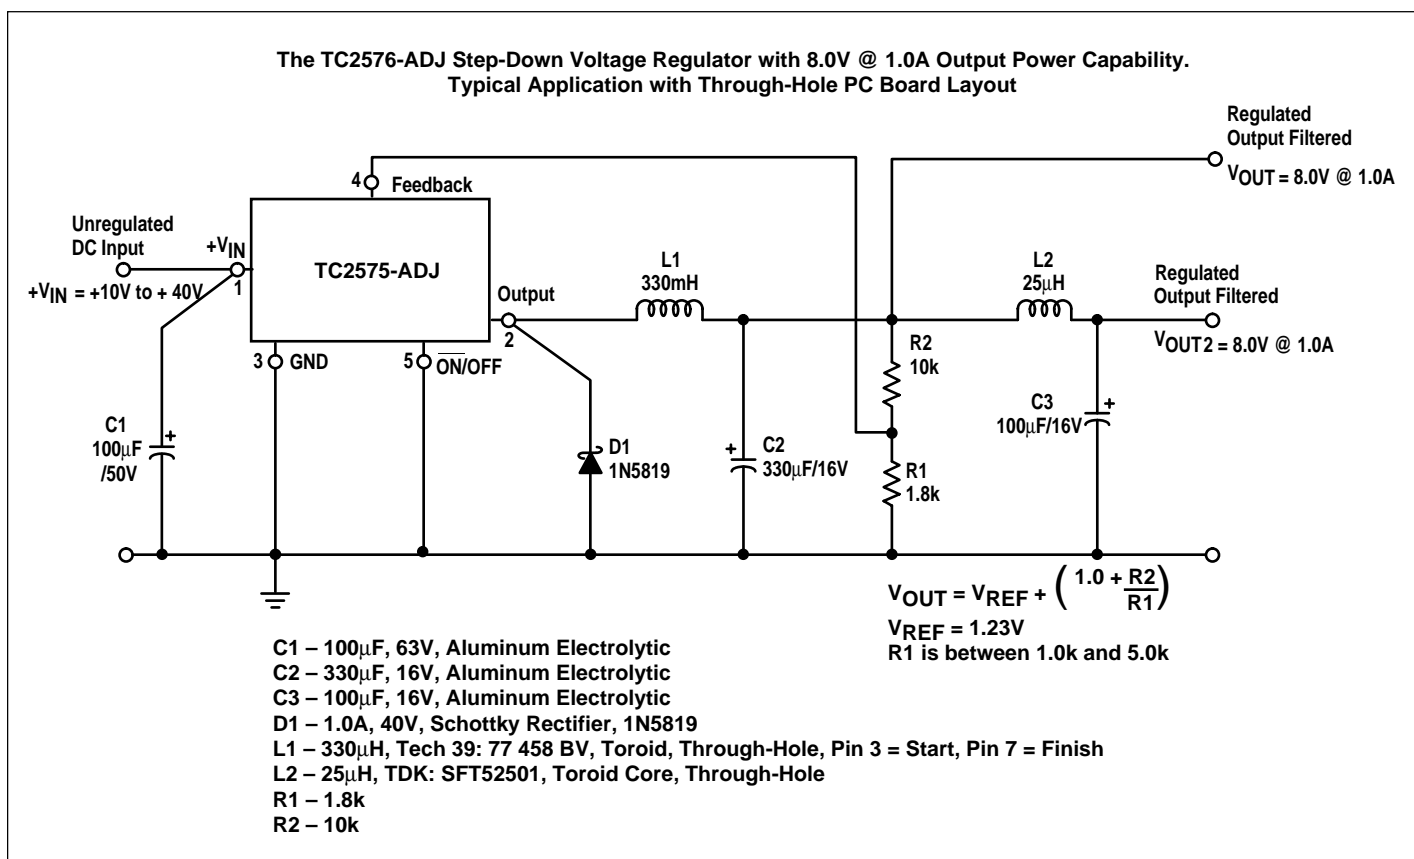 The TC2576-ADJ Step-Down Voltage Regulator with 8.0V @ 1.0A Output Power Capability.
Typical Application with Through-Hole PC Board Layout
Regulated
Output Filtered
VOUT = 8.0V @ 1.0A
4
Feedback
Unregulated
DC Input
+VIN
TC2575-ADJ
+VIN = +10V to + 40V
1
Output
2
L1
330mH
L2
25μH
Regulated
Output Filtered
VOUT2 = 8.0V @ 1.0A
3
GND
5
ON/OFF
R2
10k
C1
100μF
/50V
+
D1
1N5819
+
C2
330μF/16V
R1
1.8k
C3
100μF/16V
+
VOUT = VREF + (1.0 + R2/R1)
VREF = 1.23V
R1 is between 1.0k and 5.0k
C1 – 100μF, 63V, Aluminum Electrolytic
C2 – 330μF, 16V, Aluminum Electrolytic
C3 – 100μF, 16V, Aluminum Electrolytic
D1 – 1.0A, 40V, Schottky Rectifier, 1N5819
L1 – 330μH, Tech 39: 77 458 BV, Toroid, Through-Hole, Pin 3 = Start, Pin 7 = Finish
L2 – 25μH, TDK: SFT52501, Toroid Core, Through-Hole
R1 – 1.8k
R2 – 10k